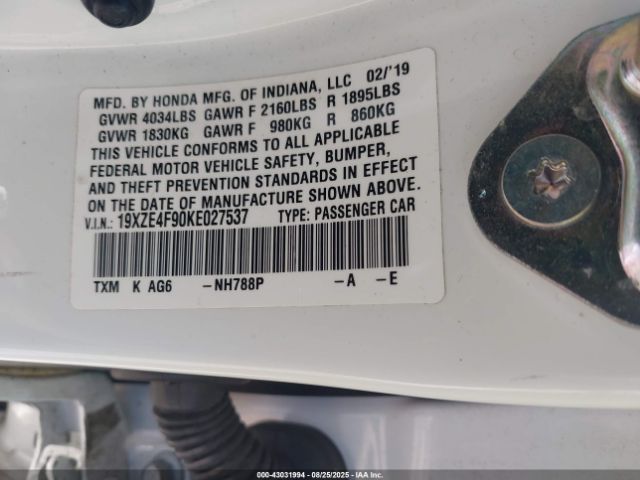 MFD. BY HONDA MFG. OF INDIANA, LLC 02/'19
GVWR 4034LBS GAWR F 2160LBS R 1895LBS
GVWR 1830KG GAWR F 980KG R 860KG
THIS VEHICLE CONFORMS TO ALL APPLICABLE
FEDERAL MOTOR VEHICLE SAFETY, BUMPER,
AND THEFT PREVENTION STANDARDS IN EFFECT
ON THE DATE OF MANUFACTURE SHOWN ABOVE.
V.I.N.: 19XZE4F90KE027537 TYPE: PASSENGER CAR
TXM K AG6 -NH788P -A -E
000-43031994 08/25/2025 IAAI, Inc.